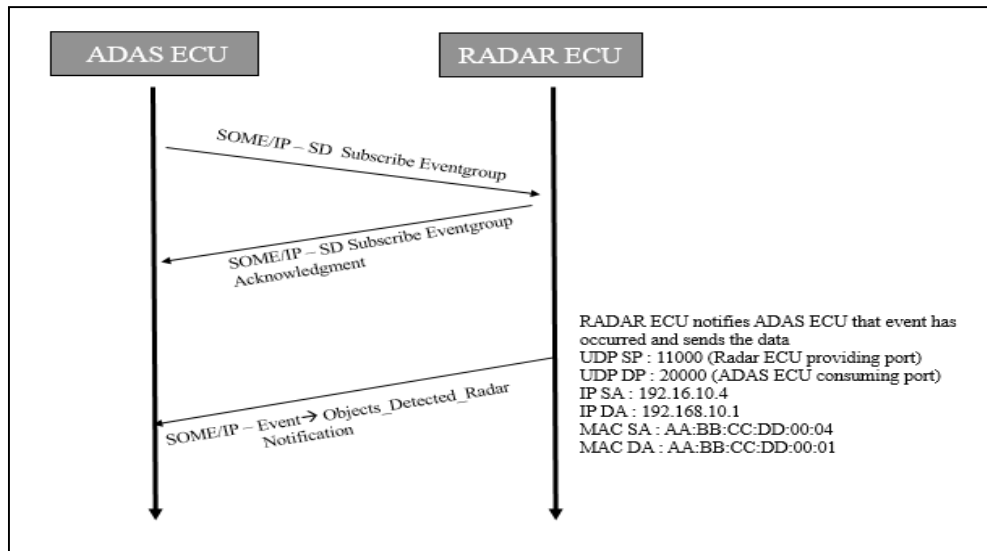 ADAS ECU
RADAR ECU
SOME/IP – SD Subscribe Eventgroup
SOME/IP – SD Subscribe Eventgroup
Acknowledgment
RADAR ECU notifies ADAS ECU that event has
occurred and sends the data
UDP SP : 11000 (Radar ECU providing port)
UDP DP : 20000 (ADAS ECU consuming port)
IP SA : 192.16.10.4
IP DA : 192.168.10.1
MAC SA : AA:BB:CC:DD:00:04
MAC DA : AA:BB:CC:DD:00:01
SOME/IP – Event→ Objects_Detected_Radar
Notification